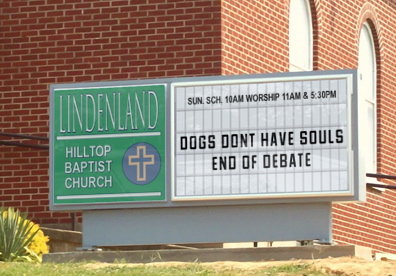 LINDENLAND
HILLTOP
BAPTIST
CHURCH
SUN. SCH. 10AM WORSHIP 11AM & 5:30PM
DOGS DONT HAVE SOULS
END OF DEBATE